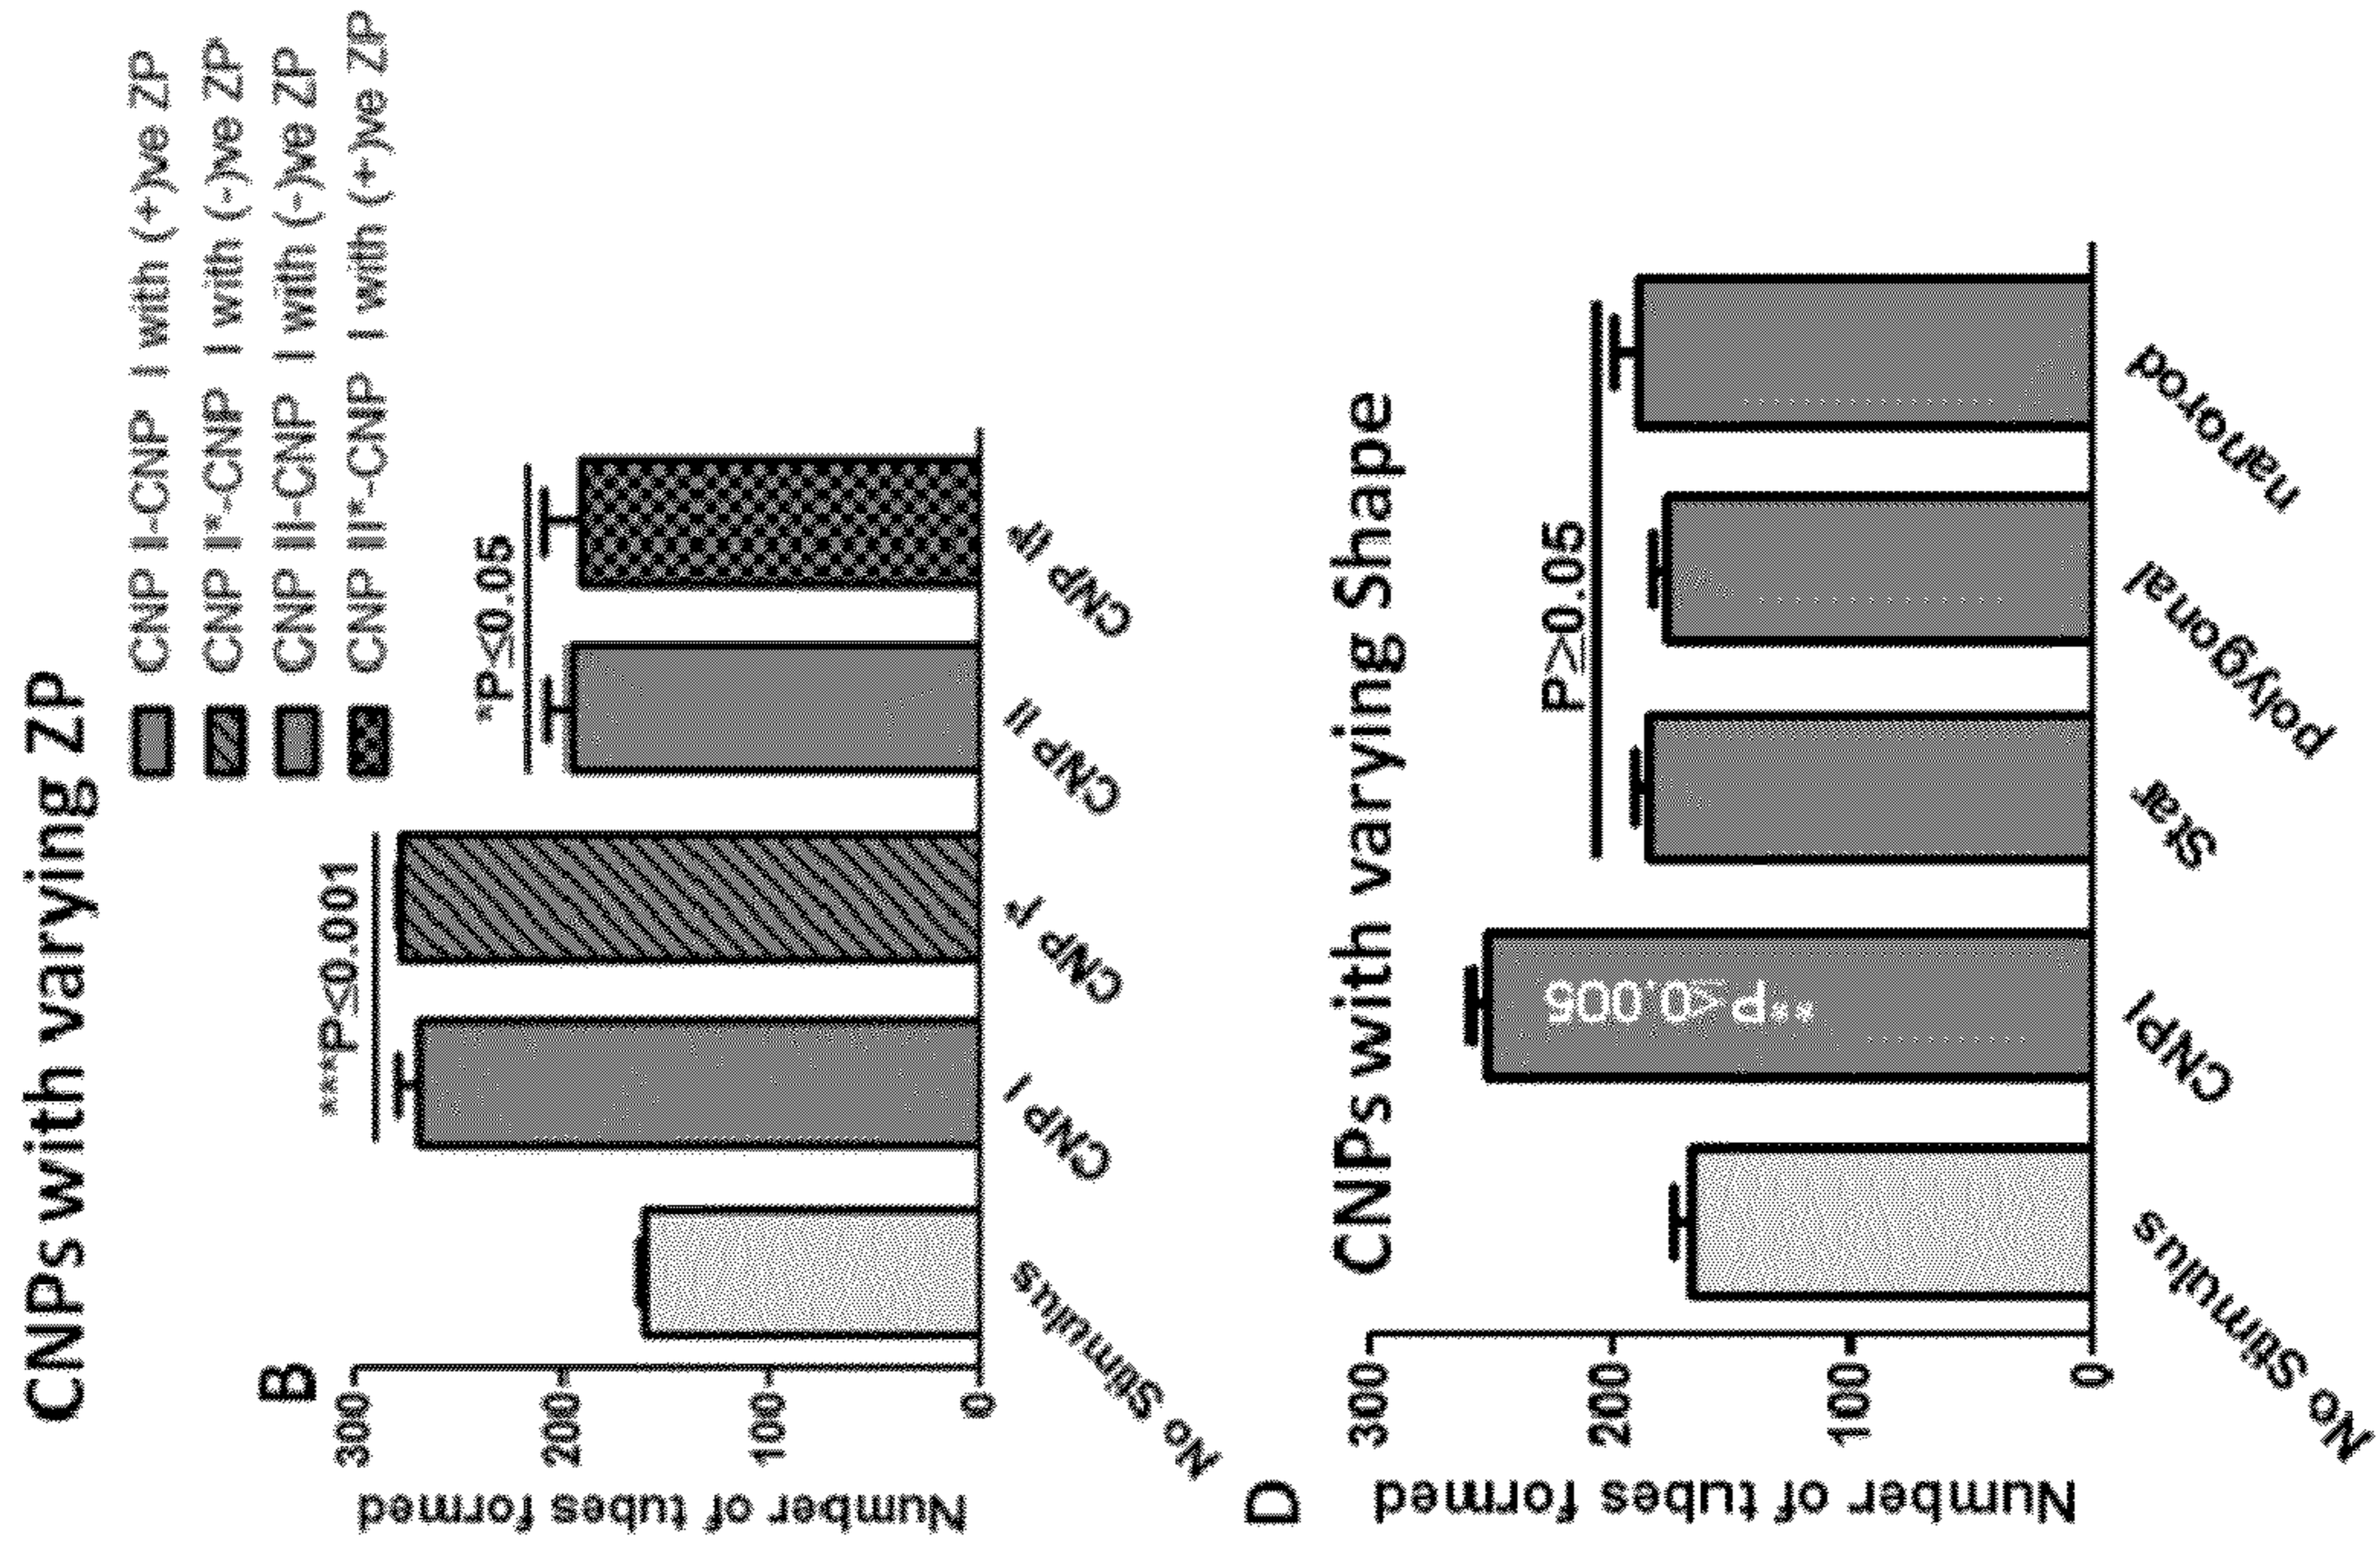 CNPs with varying ZP
CNP I-CNP I with (+)ve ZP
CNP I*-CNP I with (-)ve ZP
CNP II-CNP I with (-)ve ZP
CNP II*-CNP I with (+)ve ZP
B
****P≤0.001
*P≤0.05
300
200
100
0
Number of tubes formed
No Stimulus
CNP I
CNP I*
CNP II
CNP II*
CNPs with varying Shape
D
P≥0.05
**P≤0.005
300
200
100
0
Number of tubes formed
No Stimulus
CNPI
Star
polygonal
nanorod